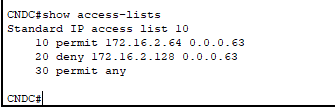 CNDC#show access-lists
Standard IP access list 10
10 permit 172.16.2.64 0.0.0.63
20 deny 172.16.2.128 0.0.0.63
30 permit any
CNDC#